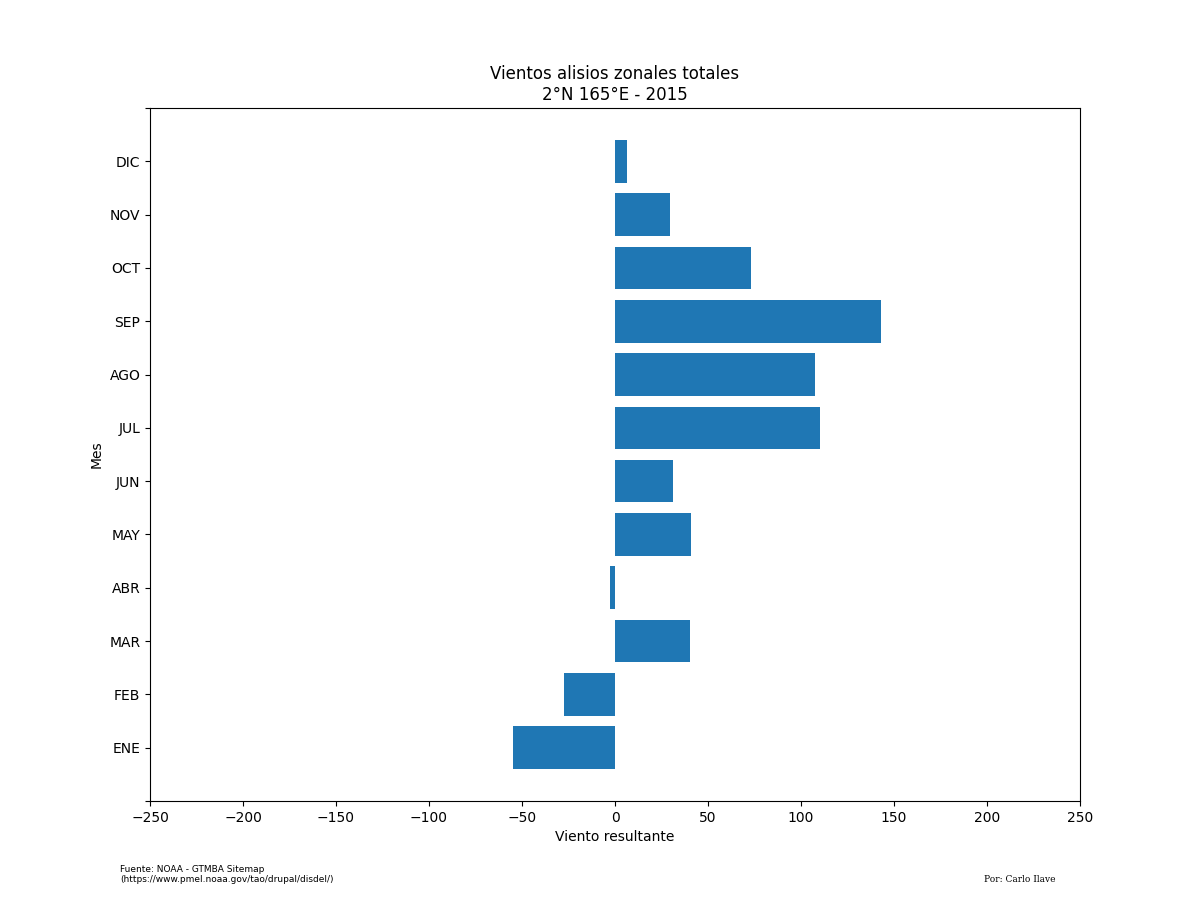 Vientos alisios zonales totales
2°N 165°E - 2015
DIC
NOV
OCT
SEP
AGO
JUL
JUN
MAY
ABR
MAR
FEB
ENE
Mes
−250 −200 −150 −100 −50 0 50 100 150 200 250
Viento resultante
Fuente: NOAA - GTMBA Sitemap
(https://www.pmel.noaa.gov/tao/drupal/disdel/)
Por: Carlo Ilave